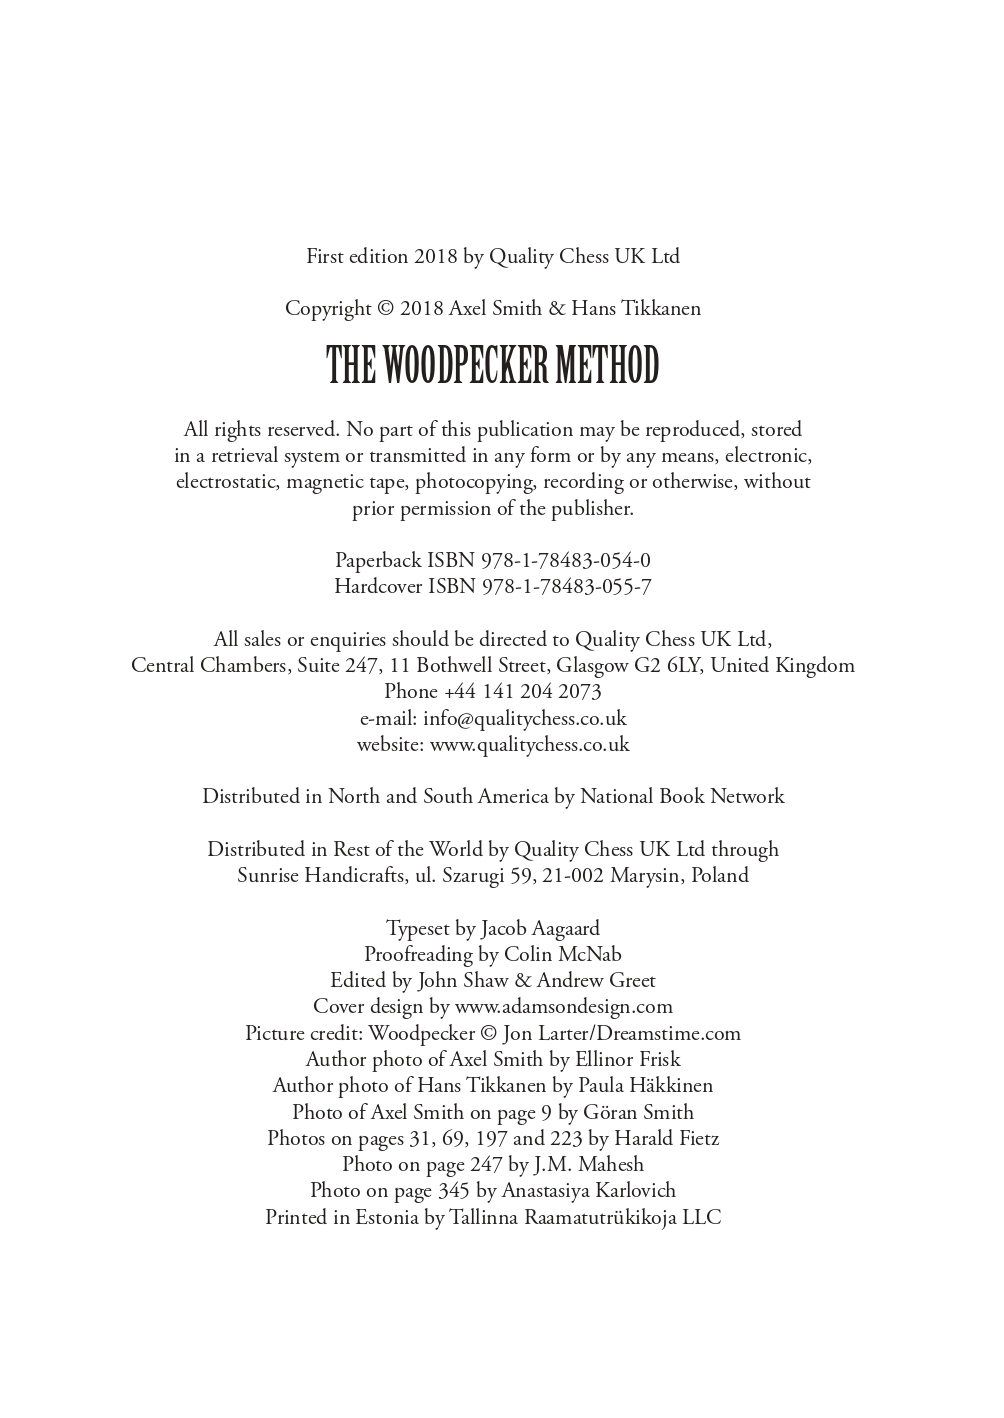 First edition 2018 by Quality Chess UK Ltd
Copyright © 2018 Axel Smith & Hans Tikkanen
THE WOODPECKER METHOD
All rights reserved. No part of this publication may be reproduced, stored
in a retrieval system or transmitted in any form or by any means, electronic,
electrostatic, magnetic tape, photocopying, recording or otherwise, without
prior permission of the publisher.
Paperback ISBN 978-1-78483-054-0
Hardcover ISBN 978-1-78483-055-7
All sales or enquiries should be directed to Quality Chess UK Ltd,
Central Chambers, Suite 247, 11 Bothwell Street, Glasgow G2 6LY, United Kingdom
Phone +44 141 204 2073
e-mail: info@qualitychess.co.uk
website: www.qualitychess.co.uk
Distributed in North and South America by National Book Network
Distributed in Rest of the World by Quality Chess UK Ltd through
Sunrise Handicrafts, ul. Szarugi 59, 21-002 Marysin, Poland
Typeset by Jacob Aagaard
Proofreading by Colin McNab
Edited by John Shaw & Andrew Greet
Cover design by www.adamsondesign.com
Picture credit: Woodpecker © Jon Larter/Dreamstime.com
Author photo of Axel Smith by Ellinor Frisk
Author photo of Hans Tikkanen by Paula Häkkinen
Photo of Axel Smith on page 9 by Göran Smith
Photos on pages 31, 69, 197 and 223 by Harald Fietz
Photo on page 247 by J.M. Mahesh
Photo on page 345 by Anastasiya Karlovich
Printed in Estonia by Tallinna Raamatutrükikoja LLC